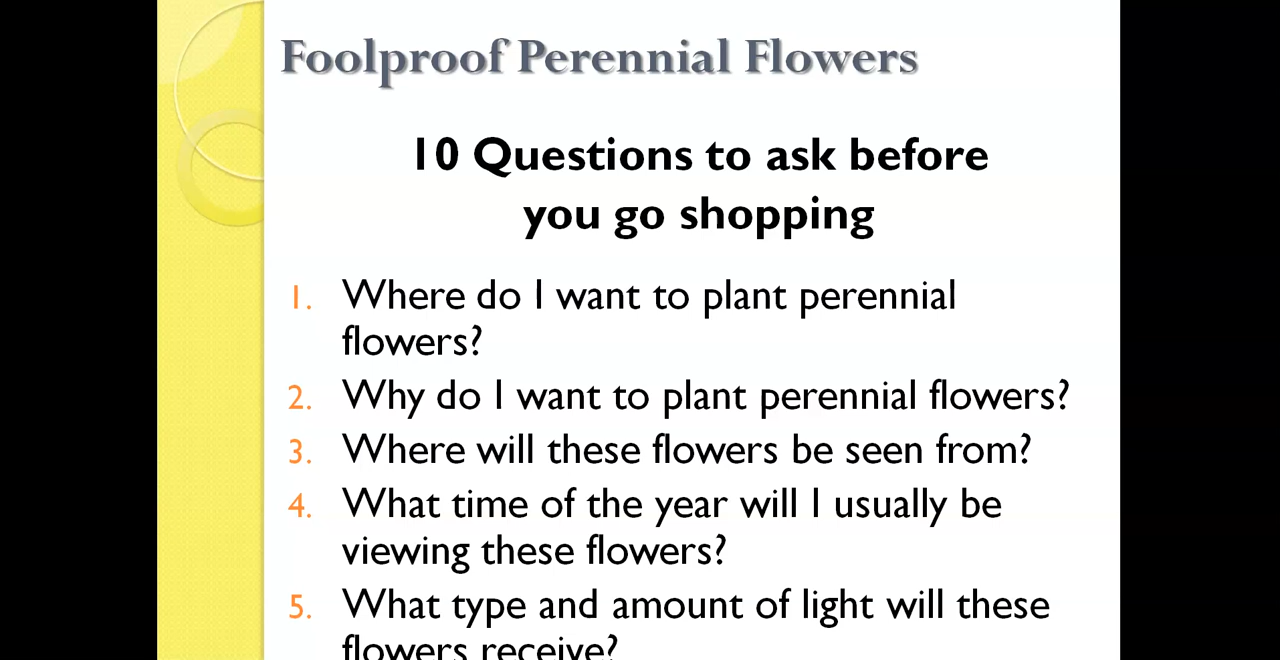 Foolproof Perennial Flowers
10 Questions to ask before
you go shopping
1. Where do I want to plant perennial
flowers?
2. Why do I want to plant perennial flowers?
3. Where will these flowers be seen from?
4. What time of the year will I usually be
viewing these flowers?
5. What type and amount of light will these
flowers receive?